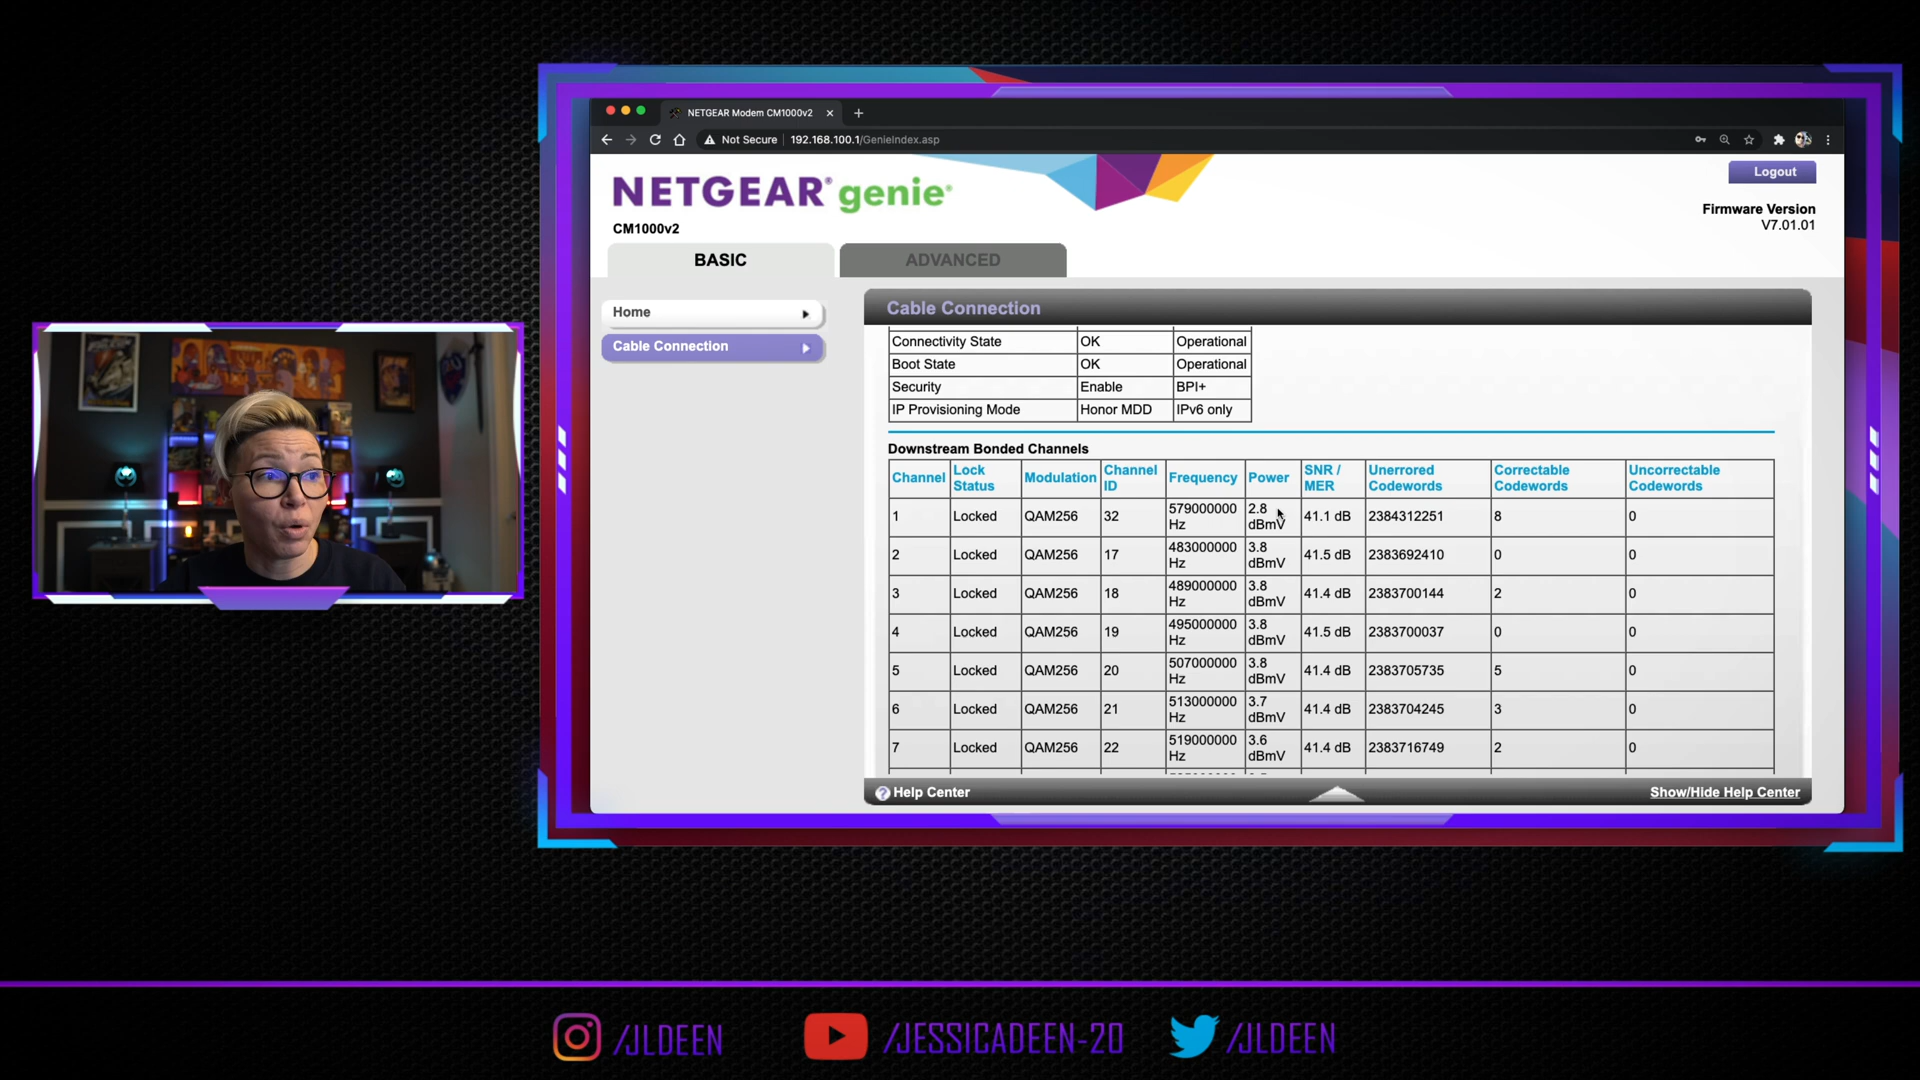 NETGEAR Modem CM1000v2
Not Secure 192.168.100.1/GenieIndex.asp
NETGEAR® genie®
Logout
Firmware Version
V7.01.01
CM1000v2
BASIC ADVANCED
Home
Cable Connection
Cable Connection
Connectivity State OK Operational
Boot State OK Operational
Security Enable BPI+
IP Provisioning Mode Honor MDD IPv6 only
Downstream Bonded Channels
Channel Lock Status Modulation Channel ID Frequency Power SNR / MER Unerrored Codewords Correctable Codewords Uncorrectable Codewords
1 Locked QAM256 32 579000000 Hz 2.8 dBmV 41.1 dB 2384312251 8 0
2 Locked QAM256 17 483000000 Hz 3.8 dBmV 41.5 dB 2383692410 0 0
3 Locked QAM256 18 489000000 Hz 3.8 dBmV 41.4 dB 2383700144 2 0
4 Locked QAM256 19 495000000 Hz 3.8 dBmV 41.5 dB 2383700037 0 0
5 Locked QAM256 20 507000000 Hz 3.8 dBmV 41.4 dB 2383705735 5 0
6 Locked QAM256 21 513000000 Hz 3.7 dBmV 41.4 dB 2383704245 3 0
7 Locked QAM256 22 519000000 Hz 3.6 dBmV 41.4 dB 2383716749 2 0
? Help Center
Show/Hide Help Center
/JLDEEN /JESSICADEEN-20 /JLDEEN